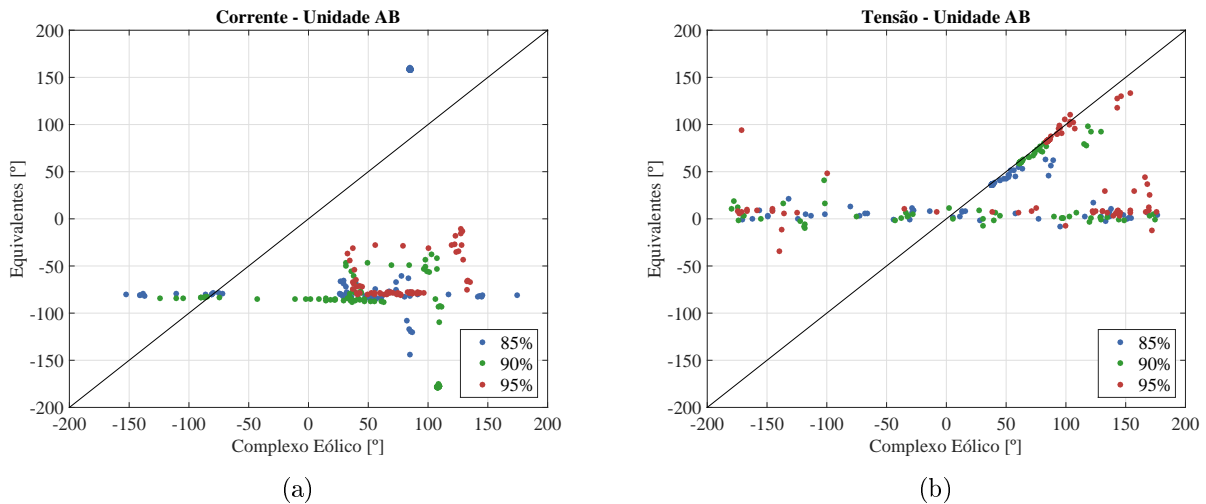 Corrente - Unidade AB
200
150
100
50
0
-50
-100
-150
-200
-200 -150 -100 -50 0 50 100 150 200
Equivalentes [º]
Complexo Eólico [º]
85%
90%
95%
(a)
Tensão - Unidade AB
200
150
100
50
0
-50
-100
-150
-200
-200 -150 -100 -50 0 50 100 150 200
Equivalentes [º]
Complexo Eólico [º]
85%
90%
95%
(b)